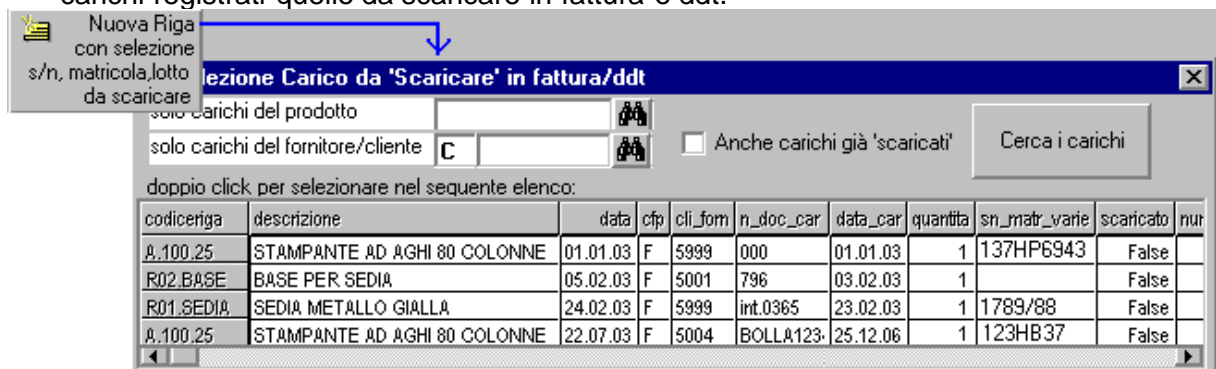 carichi registrati quello da scaricare in fattura o ddt.
Nuova Riga
con selezione
s/n, matricola,lotto
da scaricare
lezione Carico da 'Scaricare' in fattura/ddt
solo carichi del prodotto
solo carichi del fornitore/cliente C
Anche carichi già 'scaricati'
Cerca i carichi
doppio click per selezionare nel sequente elenco:
codiceriga descrizione data cfp cli_forn n_doc_car data_car quantita sn_matr_varie scaricato nur
A.100.25 STAMPANTE AD AGHI 80 COLONNE 01.01.03 F 5999 000 01.01.03 1 137HP6943 False
R02.BASE BASE PER SEDIA 05.02.03 F 5001 796 03.02.03 1 False
R01.SEDIA SEDIA METALLO GIALLA 24.02.03 F 5999 int.0365 23.02.03 1 1789/88 False
A.100.25 STAMPANTE AD AGHI 80 COLONNE 22.07.03 F 5004 BOLLA123 25.12.06 1 123HB37 False